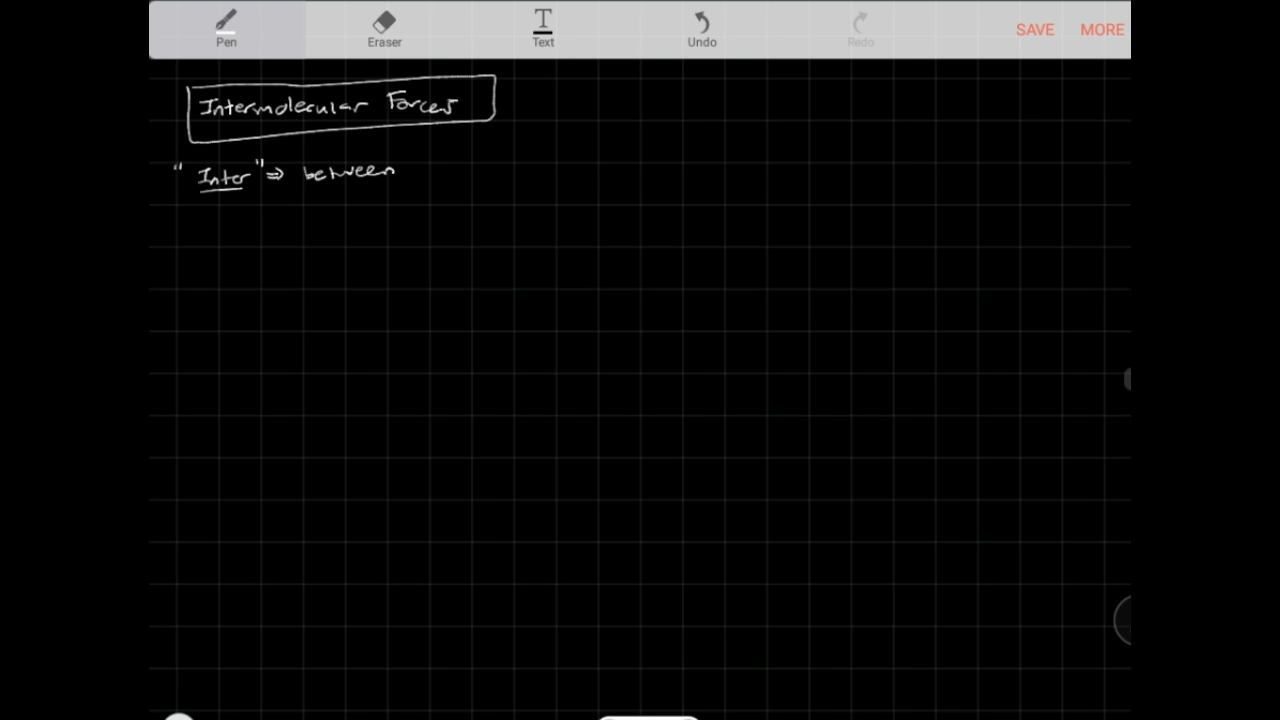 Pen Eraser Text Undo Redo SAVE MORE
Intermolecular Forces
"Inter" ⇒ between